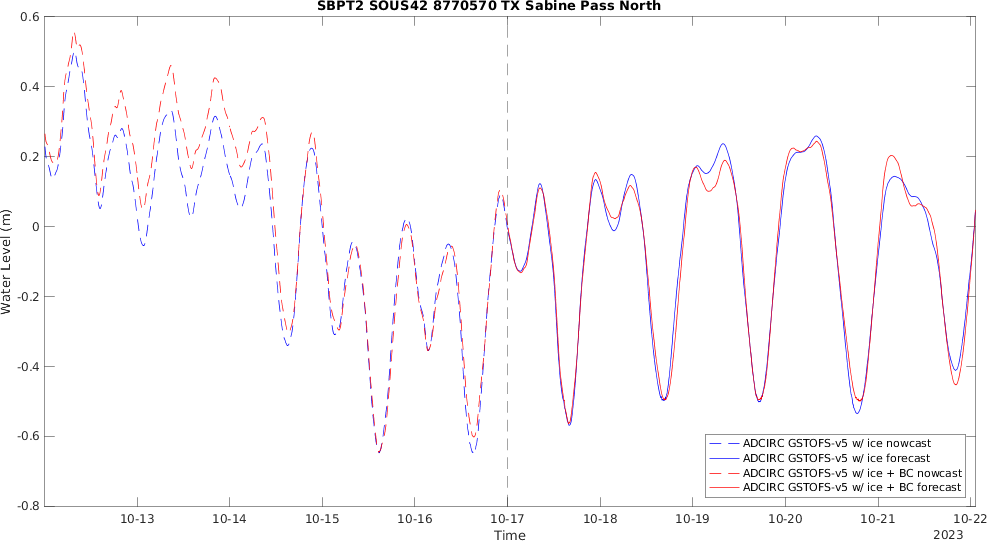 SBPT2 SOUS42 8770570 TX Sabine Pass North
0.6
0.4
0.2
0
-0.2
-0.4
-0.6
-0.8
Water Level (m)
ADCIRC GSTOFS-v5 w/ ice nowcast
ADCIRC GSTOFS-v5 w/ ice forecast
ADCIRC GSTOFS-v5 w/ ice + BC nowcast
ADCIRC GSTOFS-v5 w/ ice + BC forecast
10-13 10-14 10-15 10-16 10-17 10-18 10-19 10-20 10-21 10-22
Time
2023